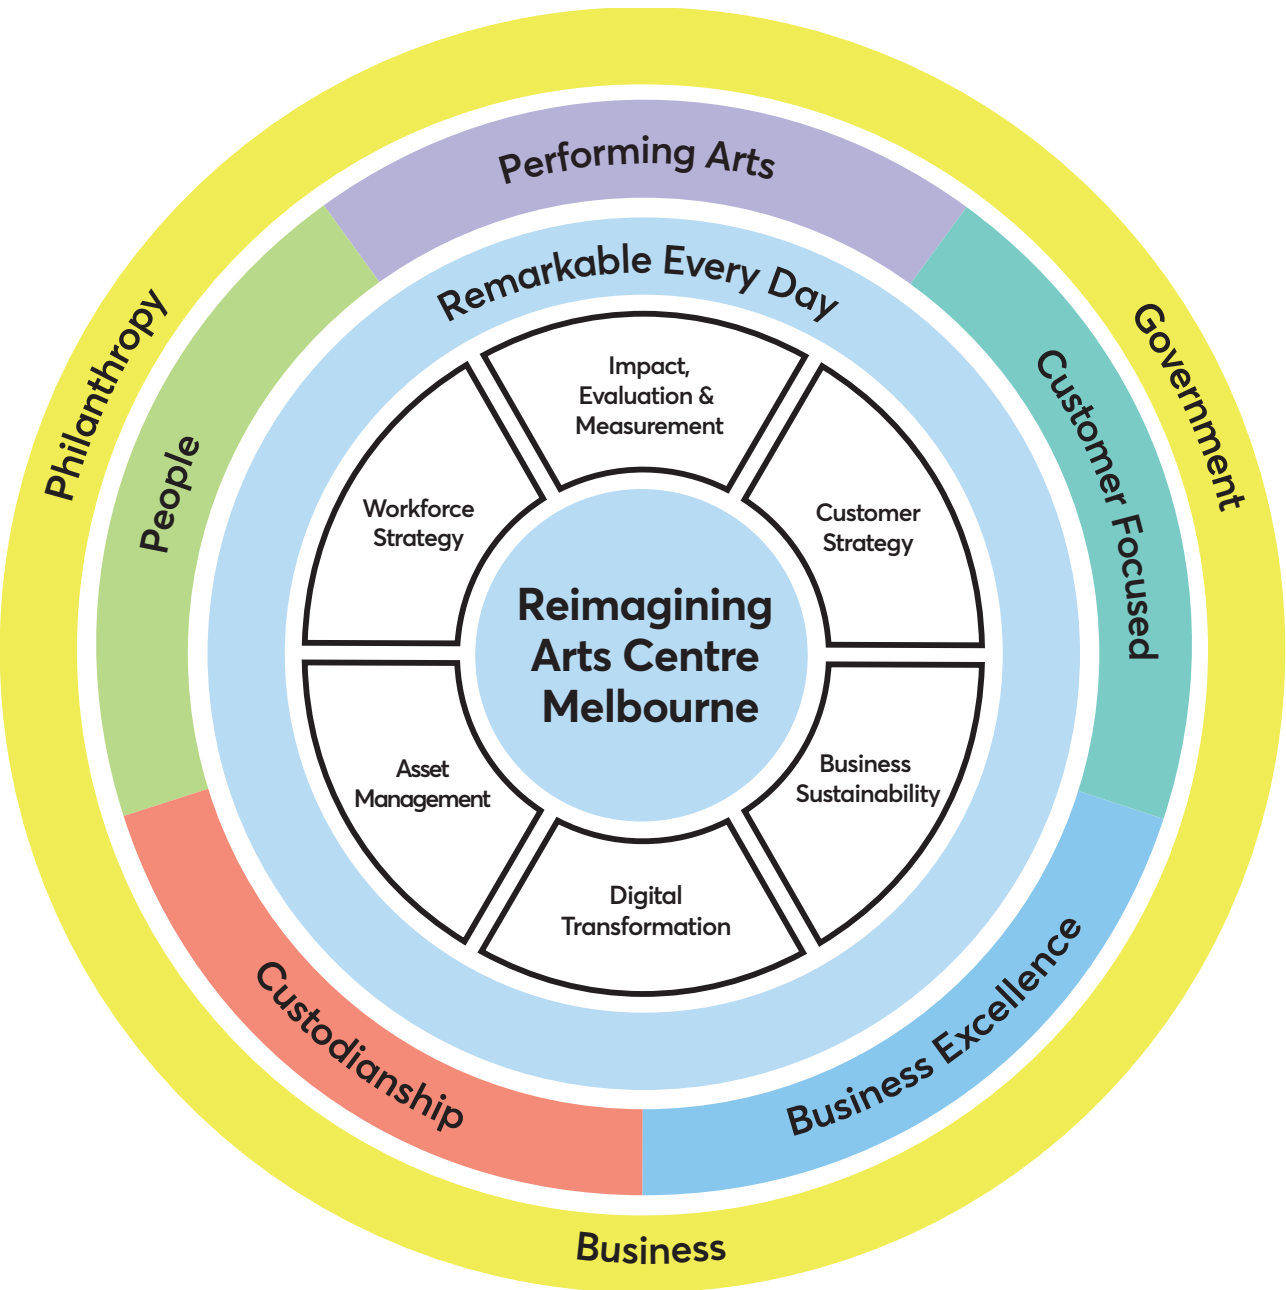 Performing Arts
Remarkable Every Day
Philanthropy
Government
People
Customer Focused
Impact,
Evaluation &
Measurement
Workforce
Strategy
Customer
Strategy
Reimagining
Arts Centre
Melbourne
Asset
Management
Business
Sustainability
Digital
Transformation
Custodianship
Business Excellence
Business